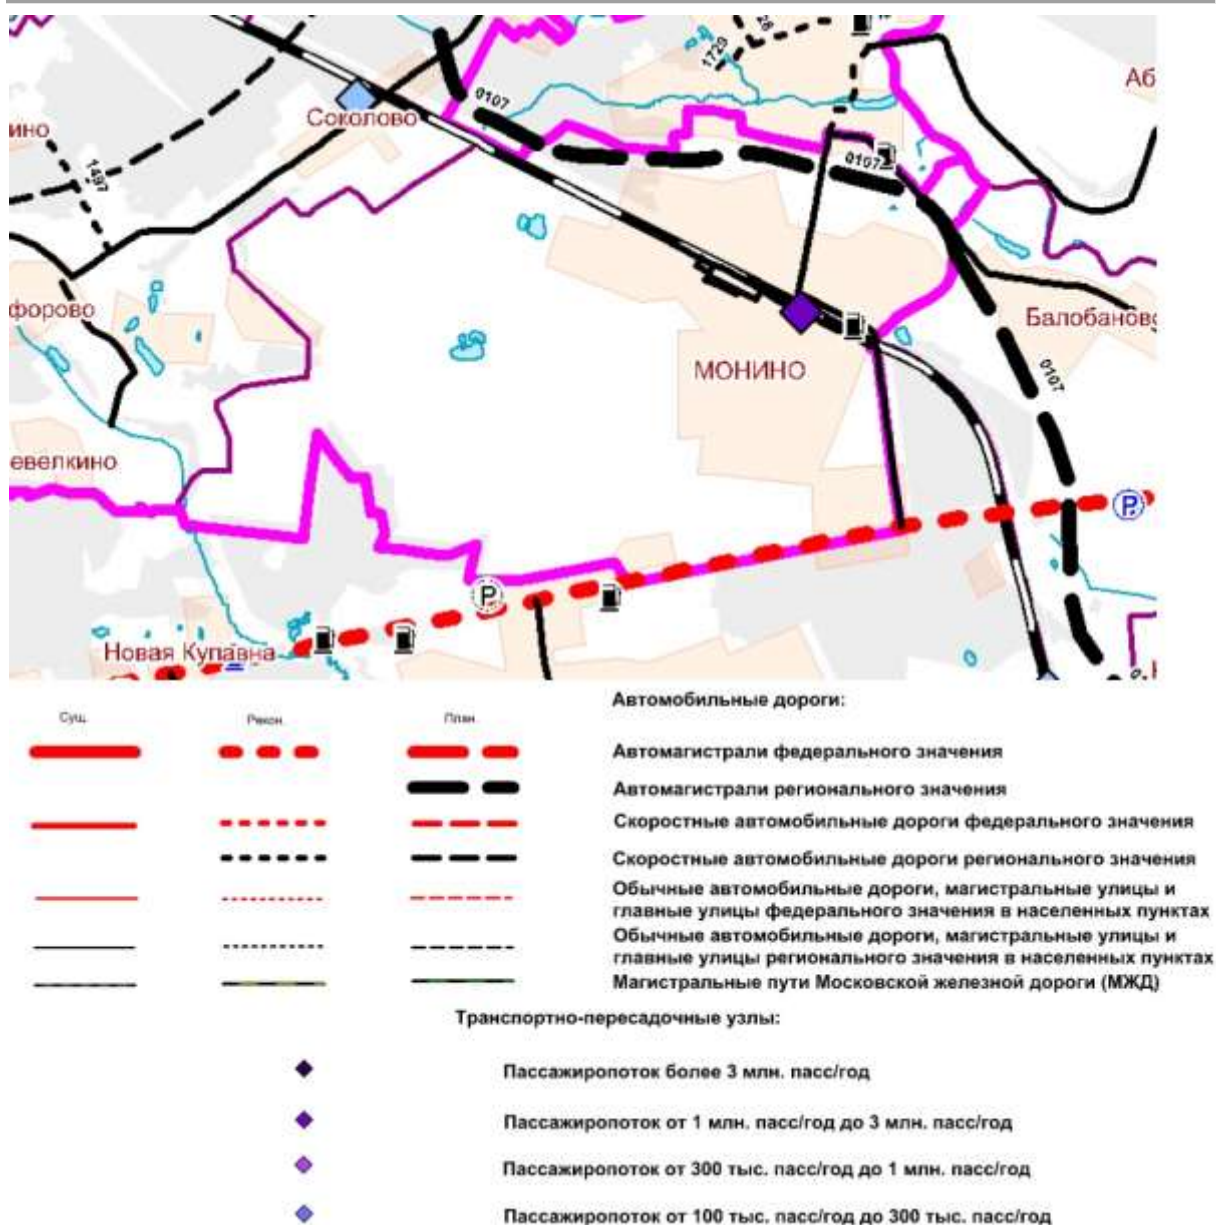 28
1729
Аб
0107
Соколово
ино
0107
1497
форово
Балобаново
МОНИНО
0107
евелкино
P
P
Новая Купавна
Автомобильные дороги:
Сущ. Рекон. План.
Автомагистрали федерального значения
Автомагистрали регионального значения
Скоростные автомобильные дороги федерального значения
Скоростные автомобильные дороги регионального значения
Обычные автомобильные дороги, магистральные улицы и
главные улицы федерального значения в населенных пунктах
Обычные автомобильные дороги, магистральные улицы и
главные улицы регионального значения в населенных пунктах
Магистральные пути Московской железной дороги (МЖД)
Транспортно-пересадочные узлы:
Пассажиропоток более 3 млн. пасс/год
Пассажиропоток от 1 млн. пасс/год до 3 млн. пасс/год
Пассажиропоток от 300 тыс. пасс/год до 1 млн. пасс/год
Пассажиропоток от 100 тыс. пасс/год до 300 тыс. пасс/год